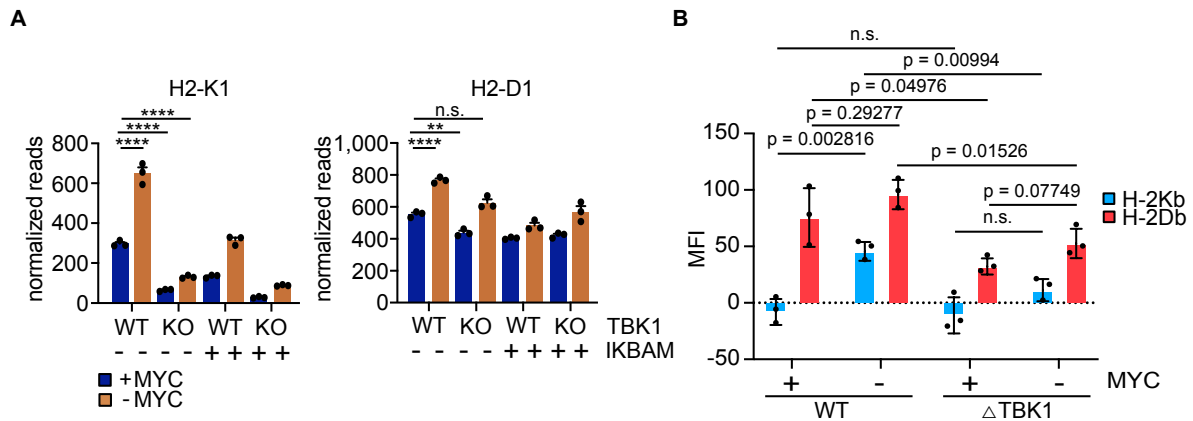 A
H2-K1
normalized reads
800
600
400
200
0
****
****
****
WT KO WT KO
- - - - + + + +
+MYC
-MYC
H2-D1
normalized reads
1,000
800
600
400
200
0
n.s.
**
****
WT KO WT KO TBK1
- - - - + + + + IKBAM
B
n.s.
p = 0.00994
p = 0.04976
p = 0.29277
p = 0.002816
p = 0.01526
p = 0.07749
n.s.
MFI
150
100
50
0
-50
H-2Kb
H-2Db
+ - + - MYC
WT △TBK1